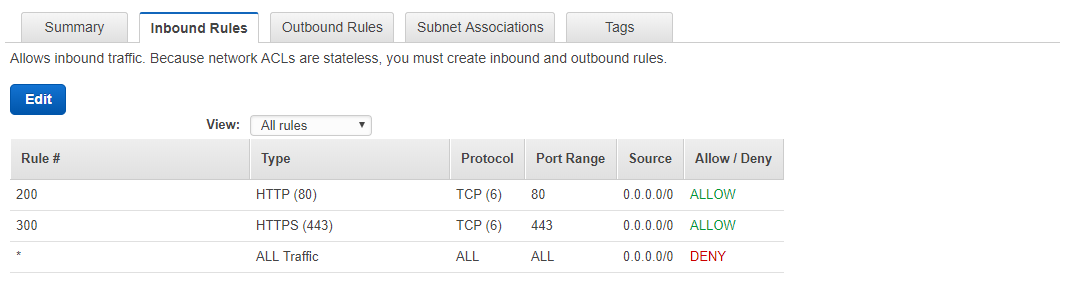 Summary Inbound Rules Outbound Rules Subnet Associations Tags
Allows inbound traffic. Because network ACLs are stateless, you must create inbound and outbound rules.
Edit
View: All rules
Rule # Type Protocol Port Range Source Allow / Deny
200 HTTP (80) TCP (6) 80 0.0.0.0/0 ALLOW
300 HTTPS (443) TCP (6) 443 0.0.0.0/0 ALLOW
* ALL Traffic ALL ALL 0.0.0.0/0 DENY